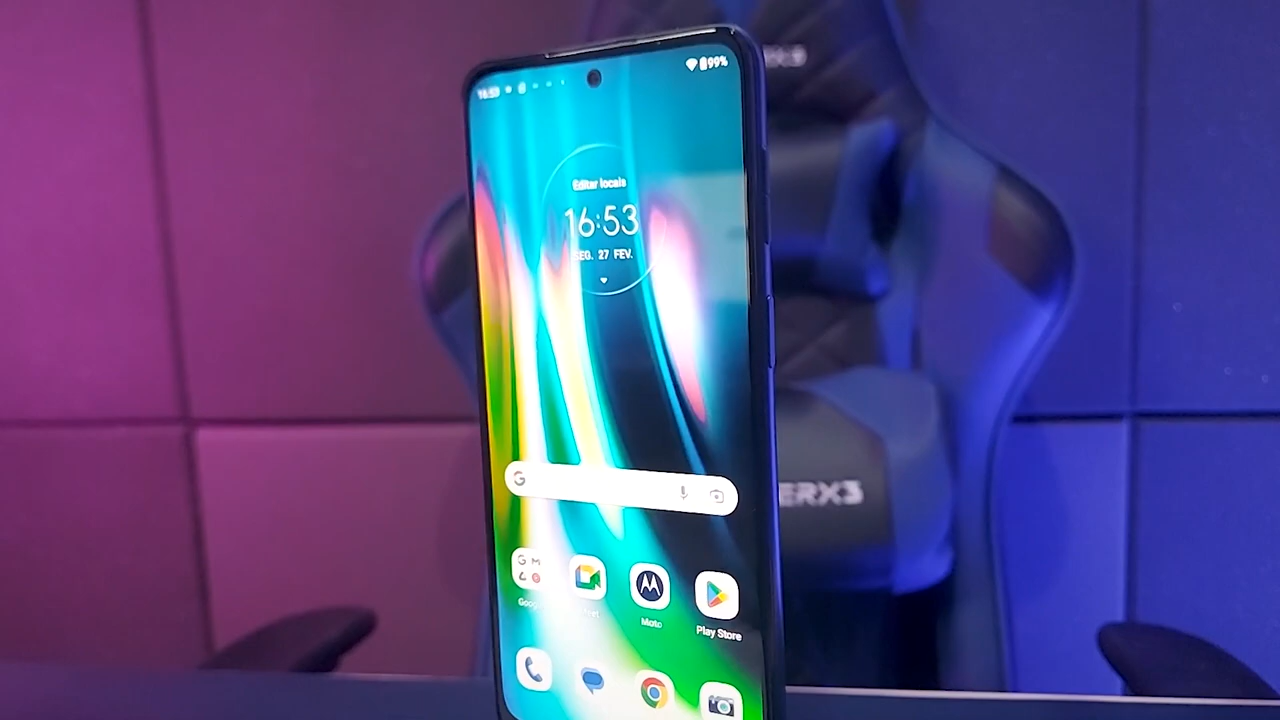 16:53
99%
Editar locais
16:53
SEG. 27 FEV.
Moto
Play Store
ERX3